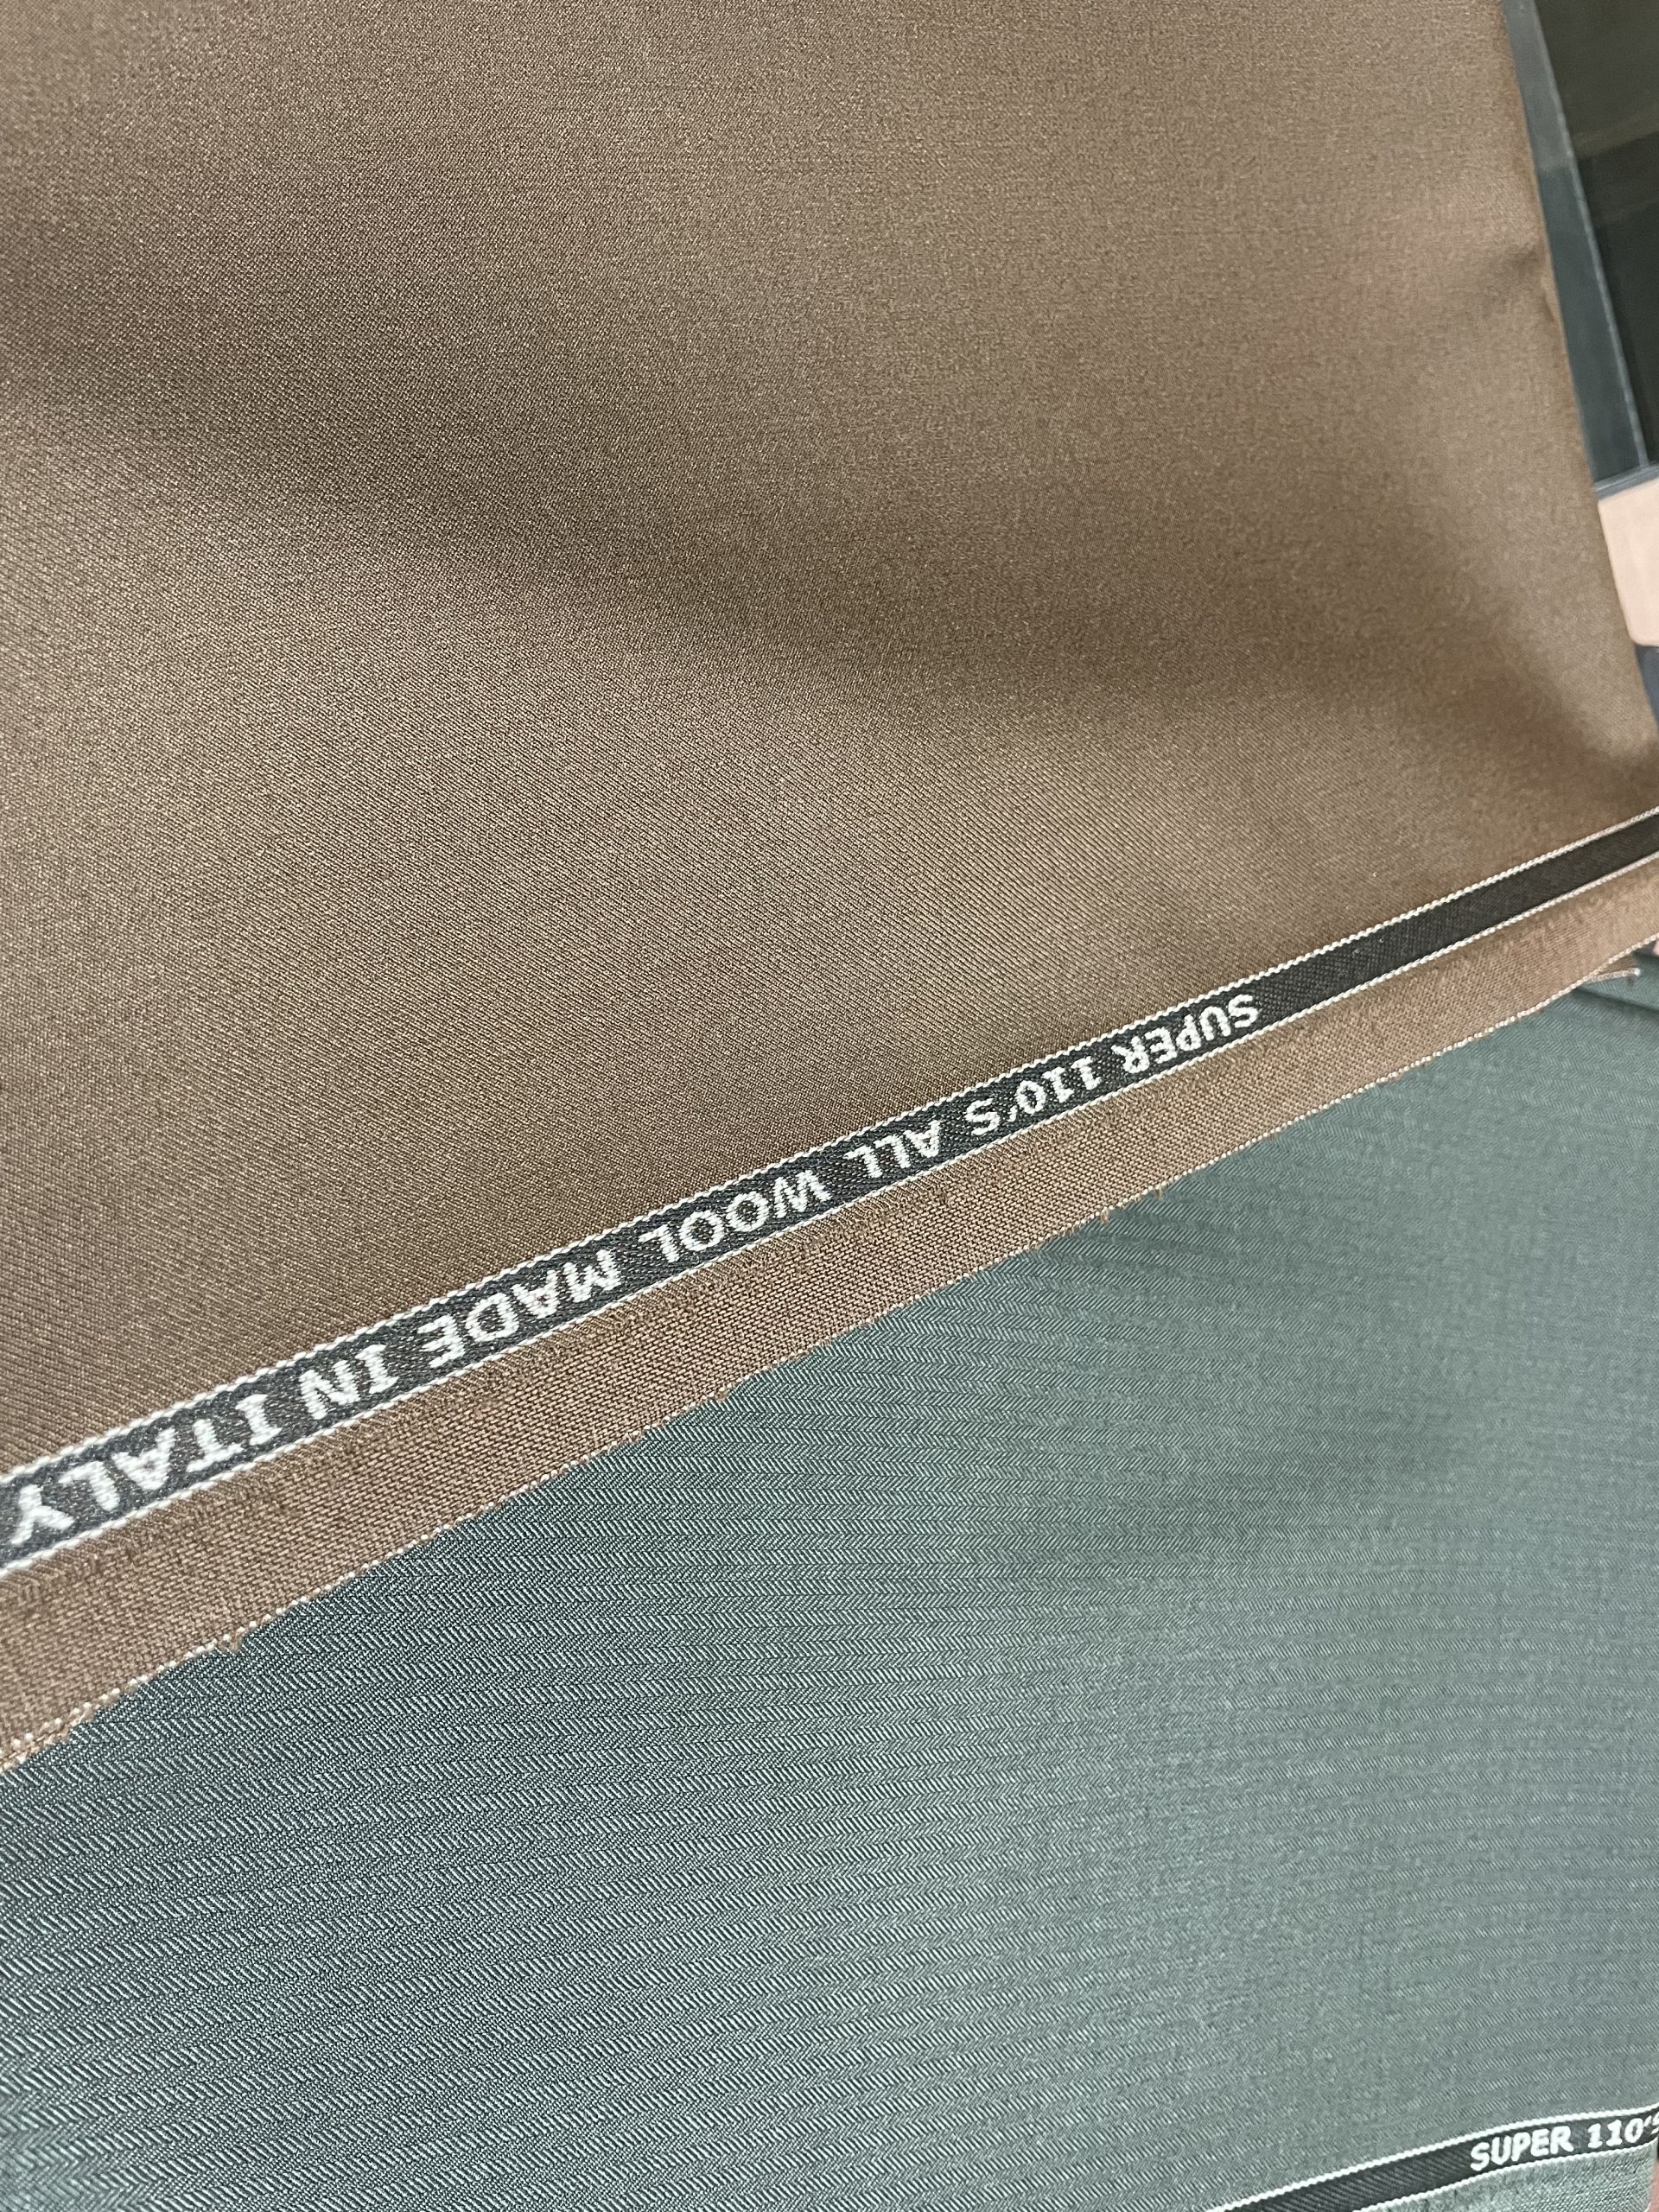 SUPER 110'S ALL WOOL MADE IN ITALY
SUPER 110'S